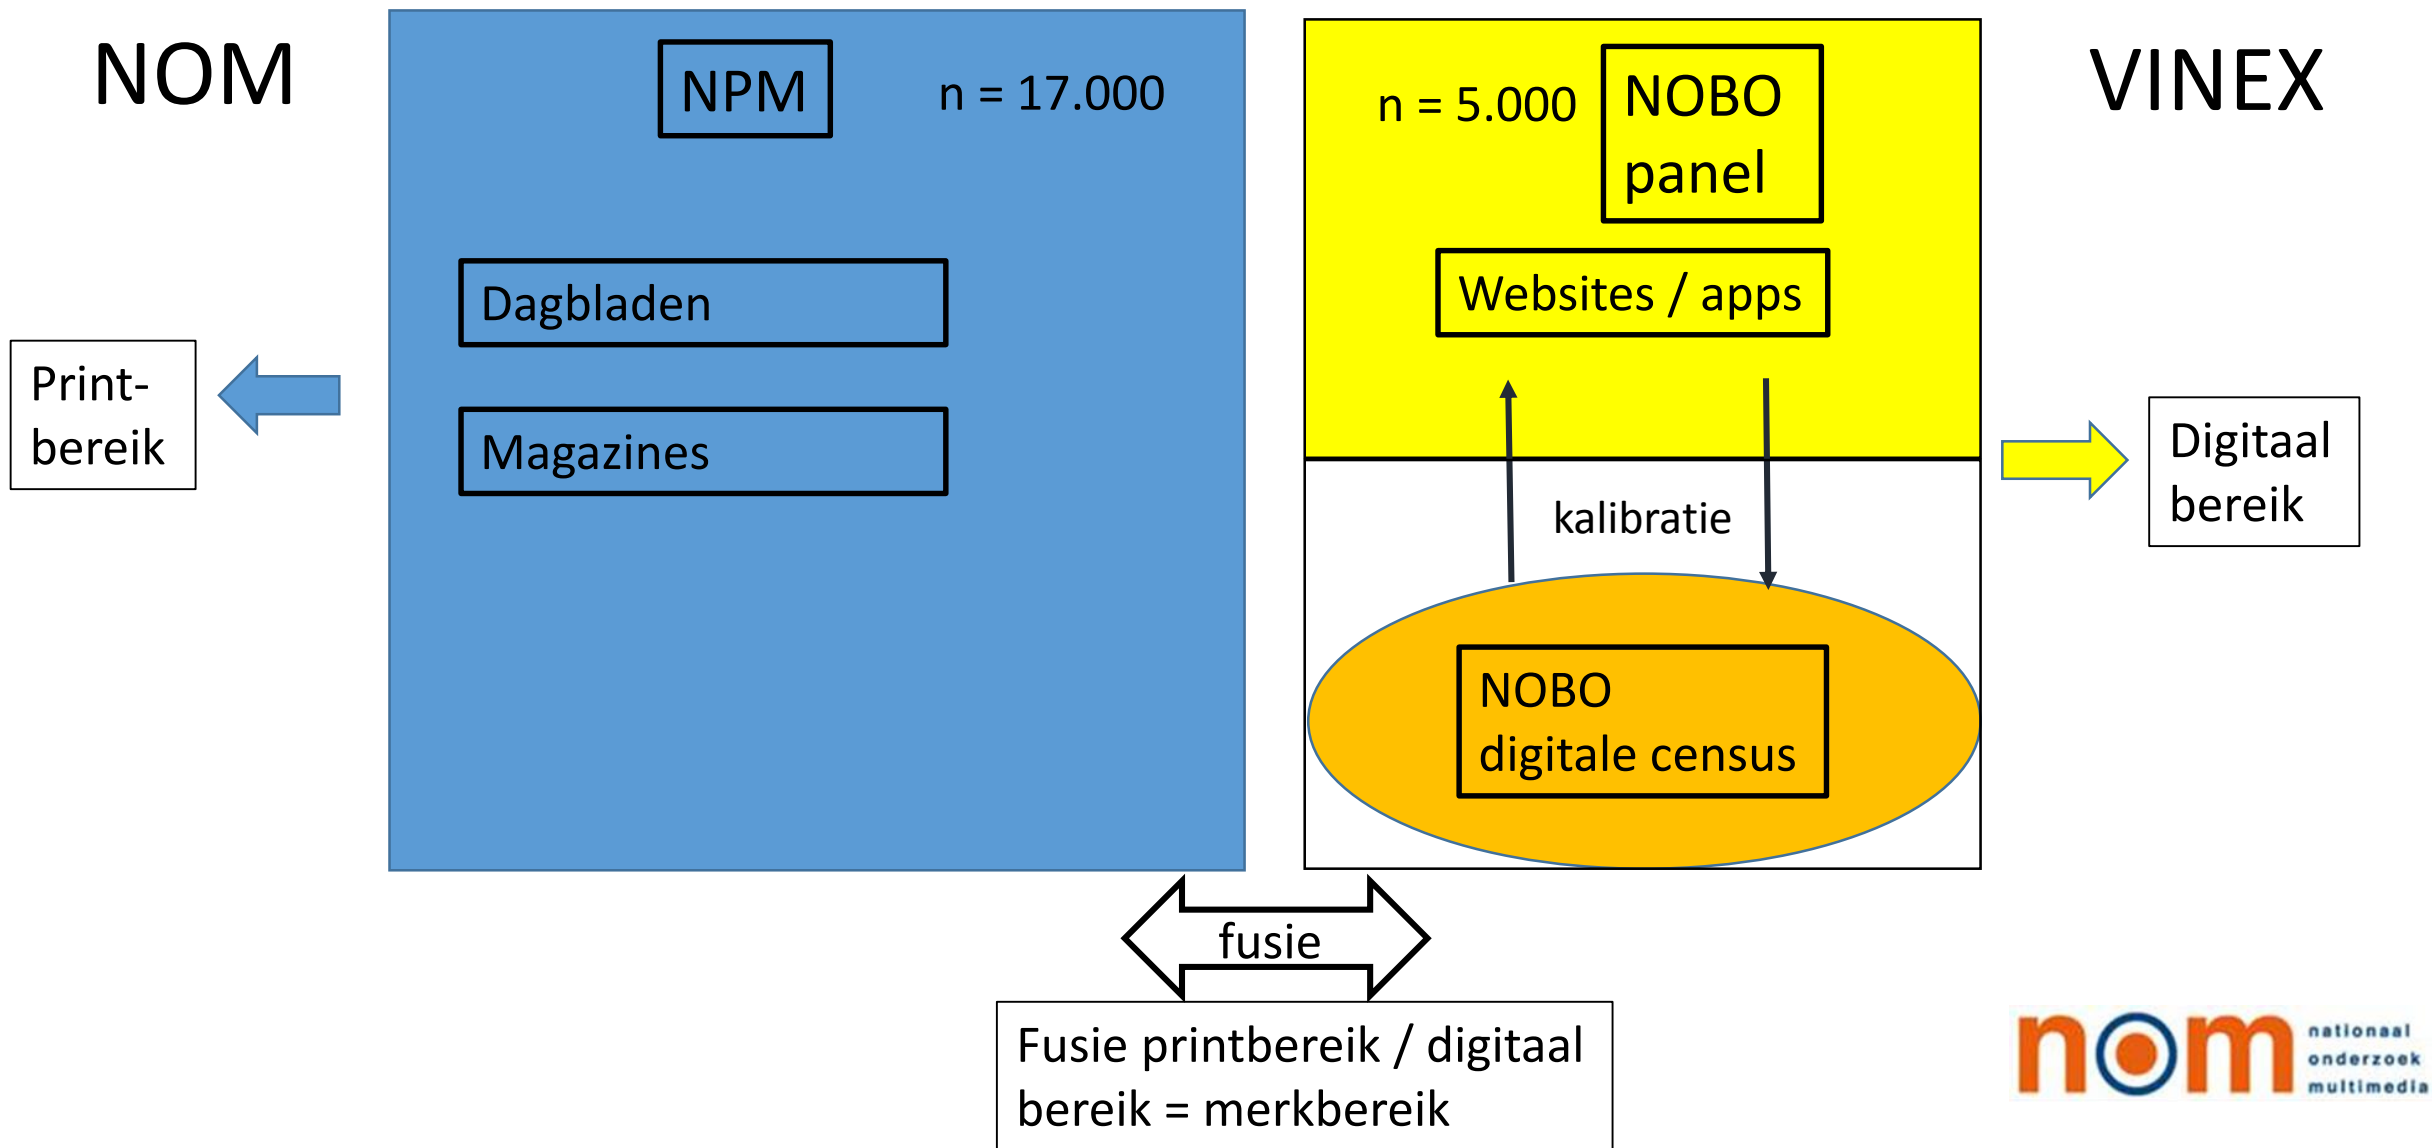 NOM
NPM
n = 17.000
n = 5.000
NOBO
panel
VINEX
Dagbladen
Magazines
Websites / apps
Print-
bereik
Digitaal
bereik
kalibratie
NOBO
digitale census
fusie
Fusie printbereik / digitaal
bereik = merkbereik
nom
nationaal
onderzoek
multimedia